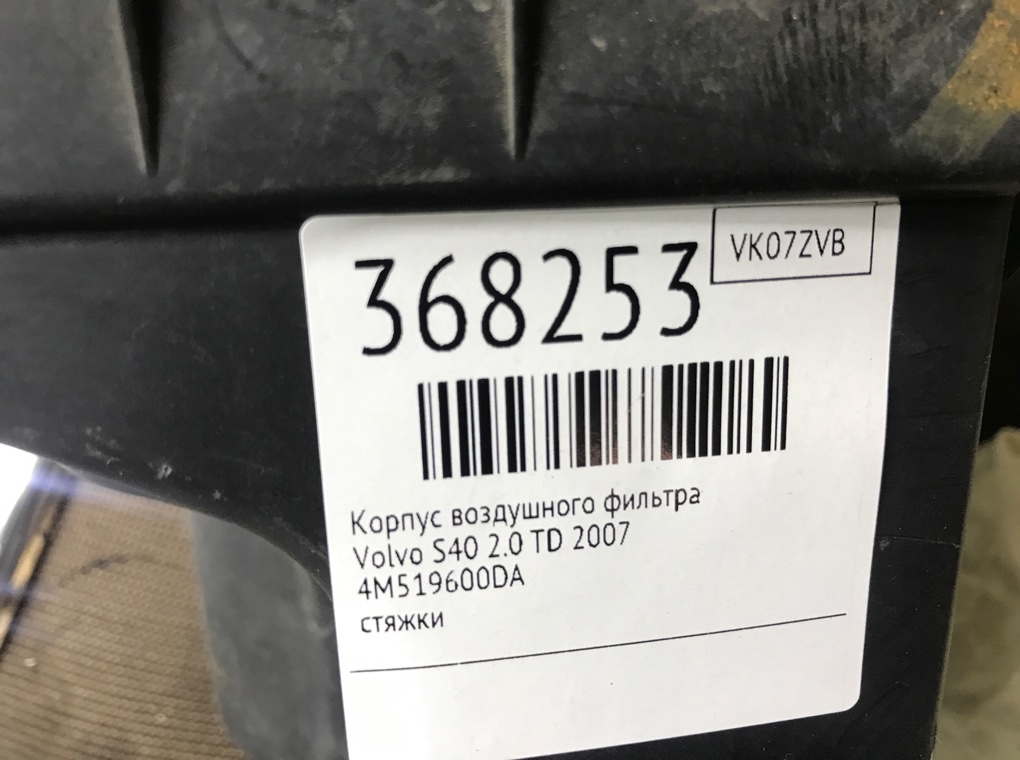 368253
VK07ZVB
Корпус воздушного фильтра
Volvo S40 2.0 TD 2007
4M519600DA
стяжки